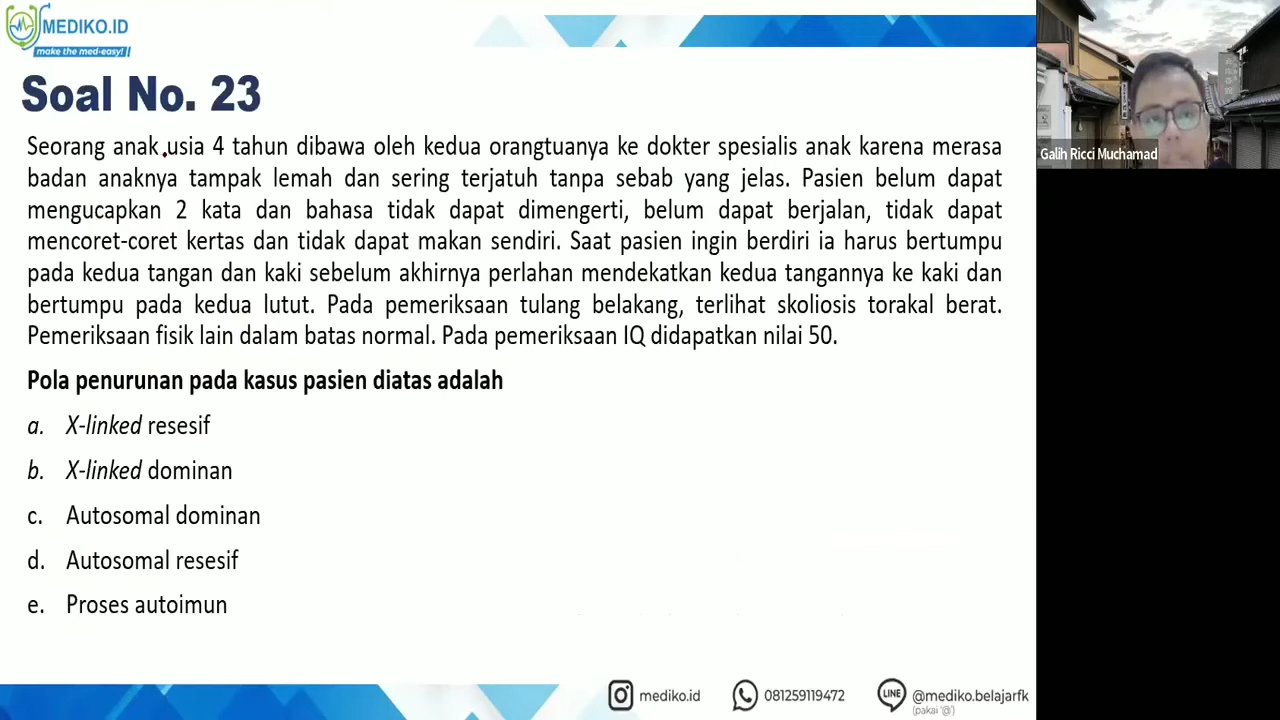 MEDIKO.ID
make the med-easy!
Soal No. 23
Seorang anak usia 4 tahun dibawa oleh kedua orangtuanya ke dokter spesialis anak karena merasa
badan anaknya tampak lemah dan sering terjatuh tanpa sebab yang jelas. Pasien belum dapat
mengucapkan 2 kata dan bahasa tidak dapat dimengerti, belum dapat berjalan, tidak dapat
mencoret-coret kertas dan tidak dapat makan sendiri. Saat pasien ingin berdiri ia harus bertumpu
pada kedua tangan dan kaki sebelum akhirnya perlahan mendekatkan kedua tangannya ke kaki dan
bertumpu pada kedua lutut. Pada pemeriksaan tulang belakang, terlihat skoliosis torakal berat.
Pemeriksaan fisik lain dalam batas normal. Pada pemeriksaan IQ didapatkan nilai 50.
Pola penurunan pada kasus pasien diatas adalah
a. X-linked resesif
b. X-linked dominan
c. Autosomal dominan
d. Autosomal resesif
e. Proses autoimun
Galih Ricci Muchamad
mediko.id
081259119472
LINE
@mediko.belajarfk
(pakai '@')